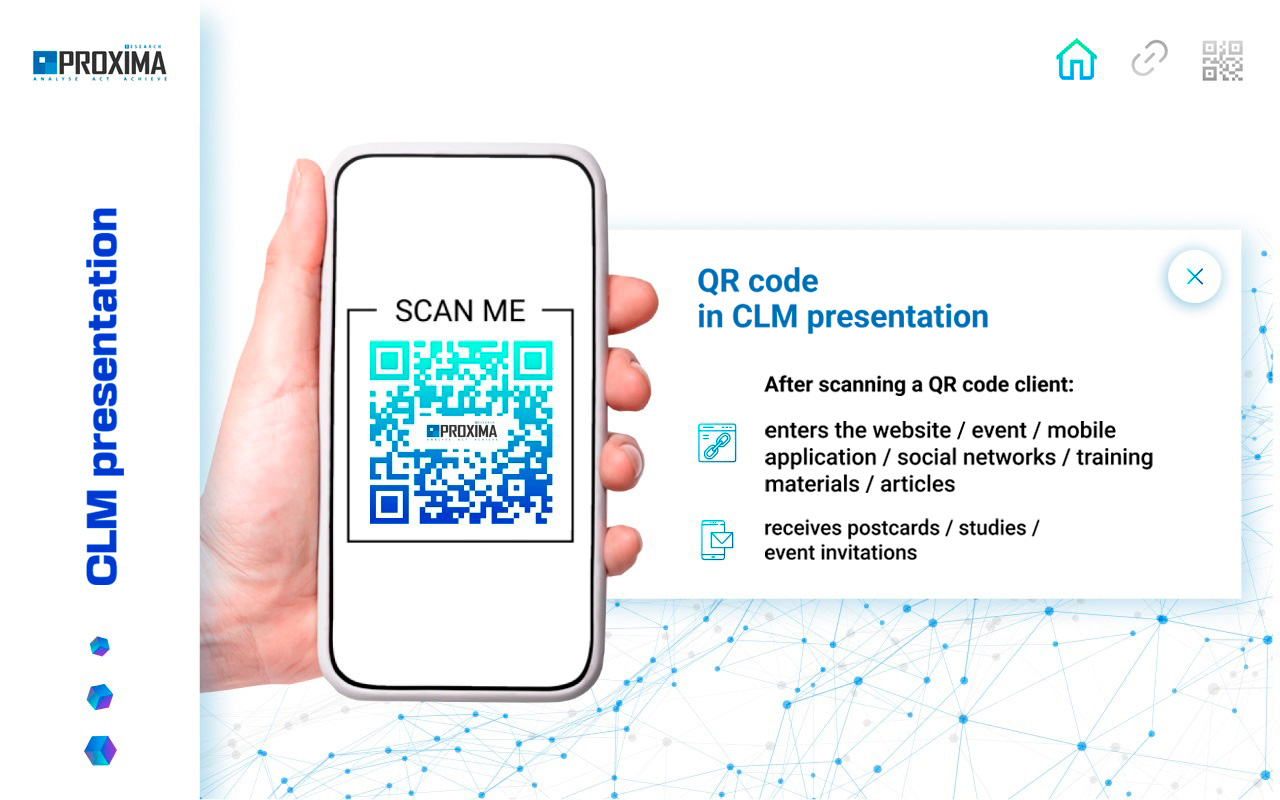 RESEARCH
PROXIMA
ANALYSE ACT ACHIEVE
CLM presentation
SCAN ME
PROXIMA
QR code
in CLM presentation
After scanning a QR code client:
enters the website / event / mobile
application / social networks / training
materials / articles
receives postcards / studies /
event invitations